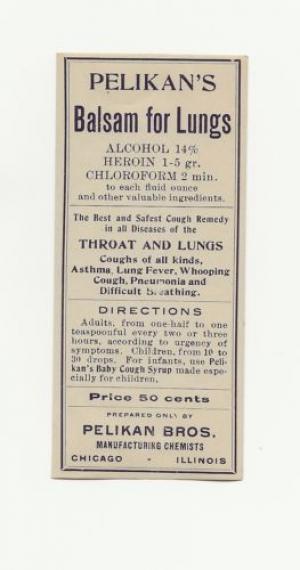 PELIKAN'S
Balsam for Lungs
ALCOHOL 14%
HEROIN 1-5 gr.
CHLOROFORM 2 min.
to each fluid ounce
and other valuable ingredients.
The Best and Safest Cough Remedy
in all Diseases of the
THROAT AND LUNGS
Coughs of all kinds,
Asthma, Lung Fever, Whooping
Cough, Pneumonia and
Difficult Breathing.
DIRECTIONS
Adults, from one-half to one
teaspoonful every two or three
hours, according to urgency of
symptoms. Children, from 10 to
30 drops. For infants, use Peli-
kan's Baby Cough Syrup made espe-
cially for children.
Price 50 cents
PREPARED ONLY BY
PELIKAN BROS.
MANUFACTURING CHEMISTS
CHICAGO - ILLINOIS